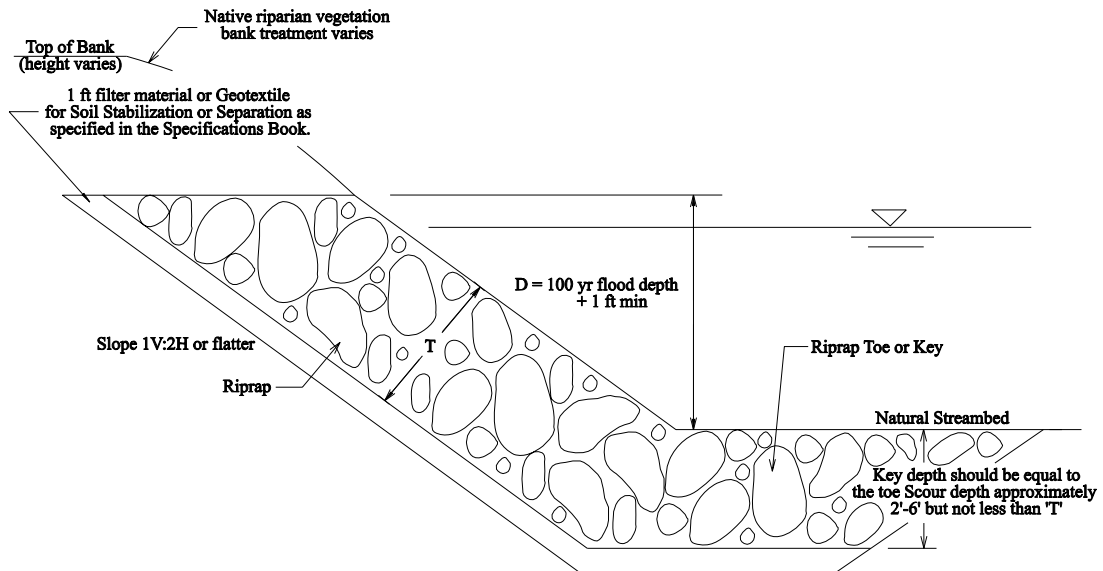 Native riparian vegetation
bank treatment varies
Top of Bank
(height varies)
1 ft filter material or Geotextile
for Soil Stabilization or Separation as
specified in the Specifications Book.
D = 100 yr flood depth
+ 1 ft min
Slope 1V:2H or flatter
T
Riprap Toe or Key
Riprap
Natural Streambed
Key depth should be equal to
the toe Scour depth approximately
2'-6' but not less than 'T'